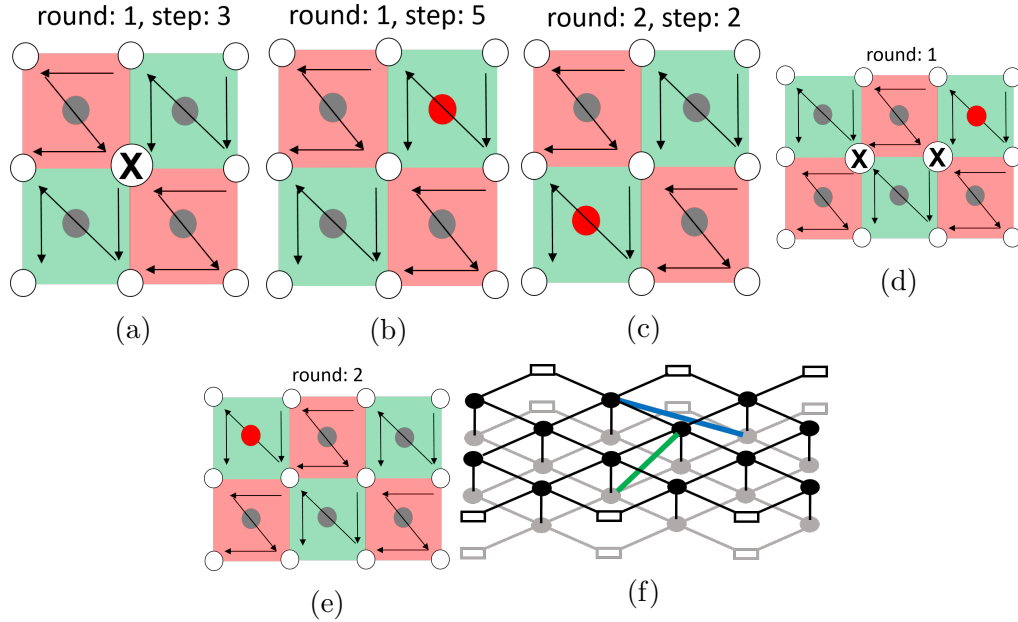 round: 1, step: 3
round: 1, step: 5
round: 2, step: 2
round: 1
X
X
X
(a)
(b)
(c)
(d)
round: 2
(e)
(f)